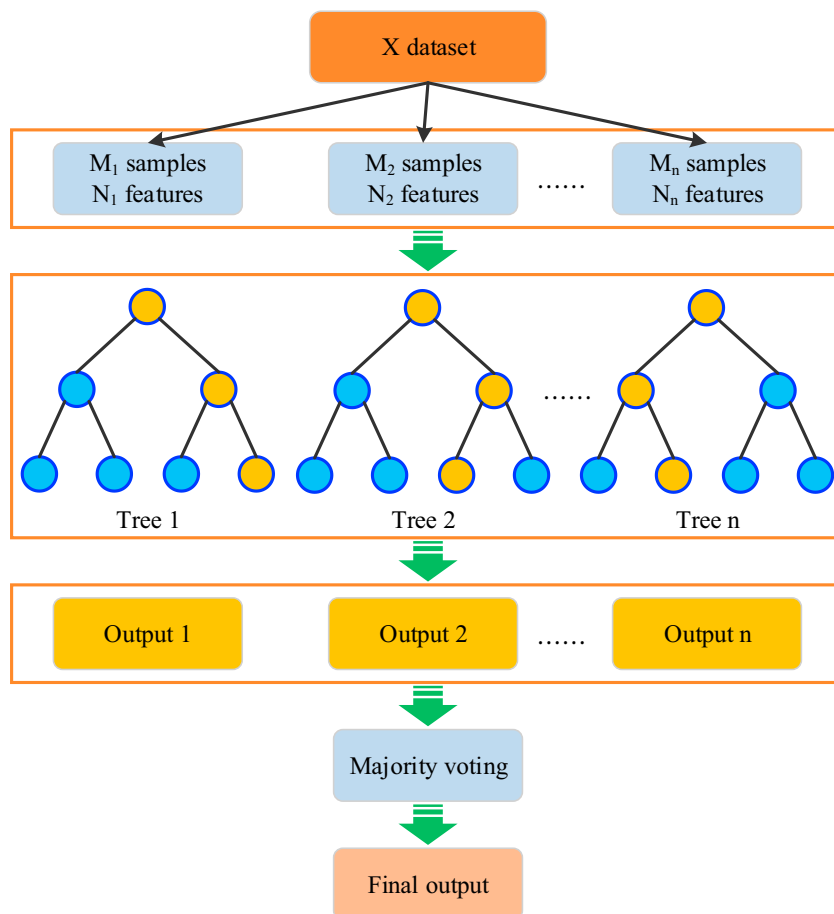 X dataset
M₁ samples
N₁ features
M₂ samples
N₂ features
......
Mₙ samples
Nₙ features
......
Tree 1
Tree 2
Tree n
Output 1
Output 2
......
Output n
Majority voting
Final output